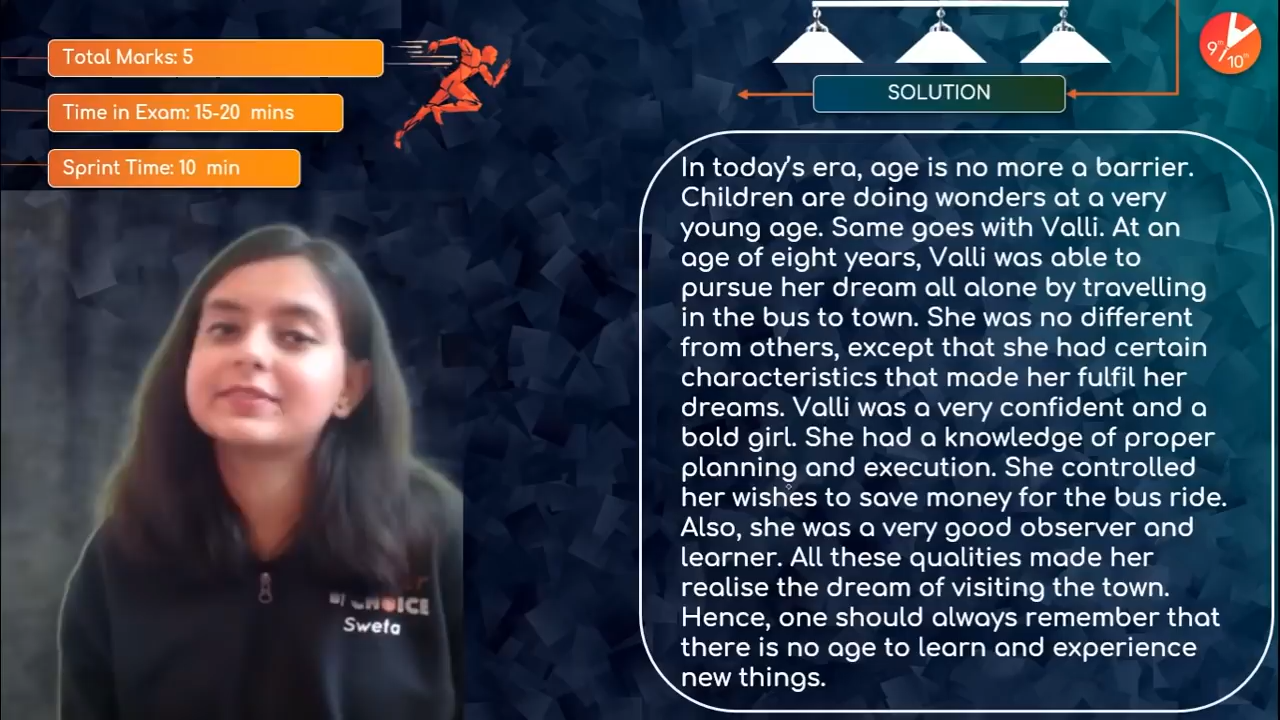 Total Marks: 5
Time in Exam: 15-20 mins
Sprint Time: 10 min
SOLUTION
9th
10th
In today's era, age is no more a barrier.
Children are doing wonders at a very
young age. Same goes with Valli. At an
age of eight years, Valli was able to
pursue her dream all alone by travelling
in the bus to town. She was no different
from others, except that she had certain
characteristics that made her fulfil her
dreams. Valli was a very confident and a
bold girl. She had a knowledge of proper
planning and execution. She controlled
her wishes to save money for the bus ride.
Also, she was a very good observer and
learner. All these qualities made her
realise the dream of visiting the town.
Hence, one should always remember that
there is no age to learn and experience
new things.
CHOICE
Sweta